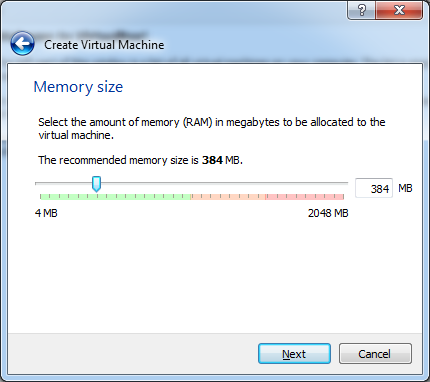 Create Virtual Machine
Memory size
Select the amount of memory (RAM) in megabytes to be allocated to the
virtual machine.
The recommended memory size is 384 MB.
384 MB
4 MB 2048 MB
Next Cancel